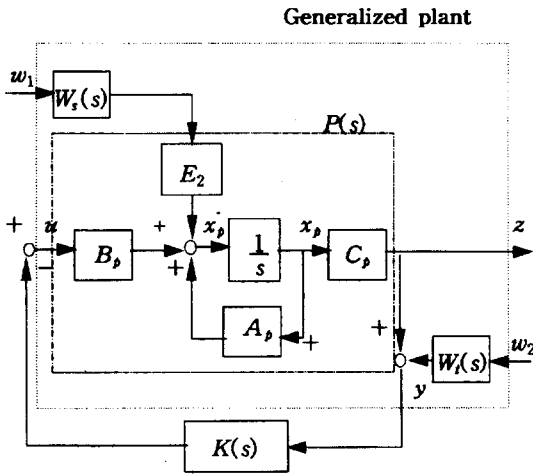 Generalized plant
w₁
Wₛ(s)
P(s)
E₂
+
u
Bₚ
+
ẋₚ
1/s
xₚ
Cₚ
z
−
+
Aₚ
+
+
Wₜ(s)
w₂
y
K(s)